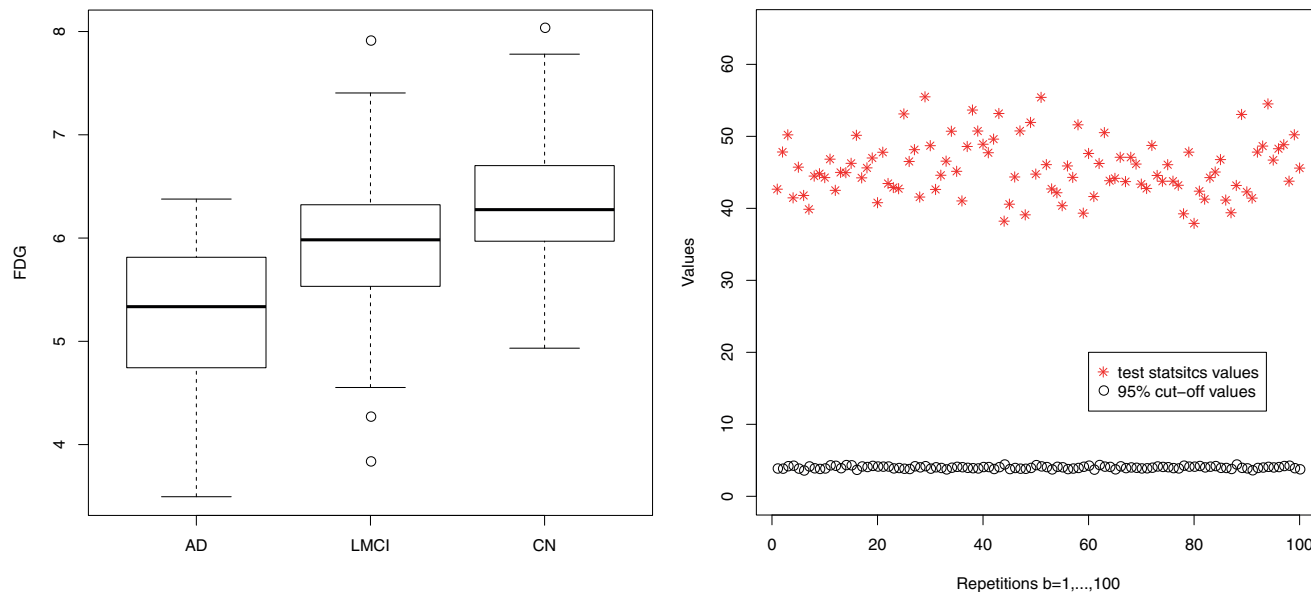 FDG
8
7
6
5
4
AD LMCI CN
Values
60
50
40
30
20
10
0
test statsitcs values
95% cut−off values
0 20 40 60 80 100
Repetitions b=1,...,100